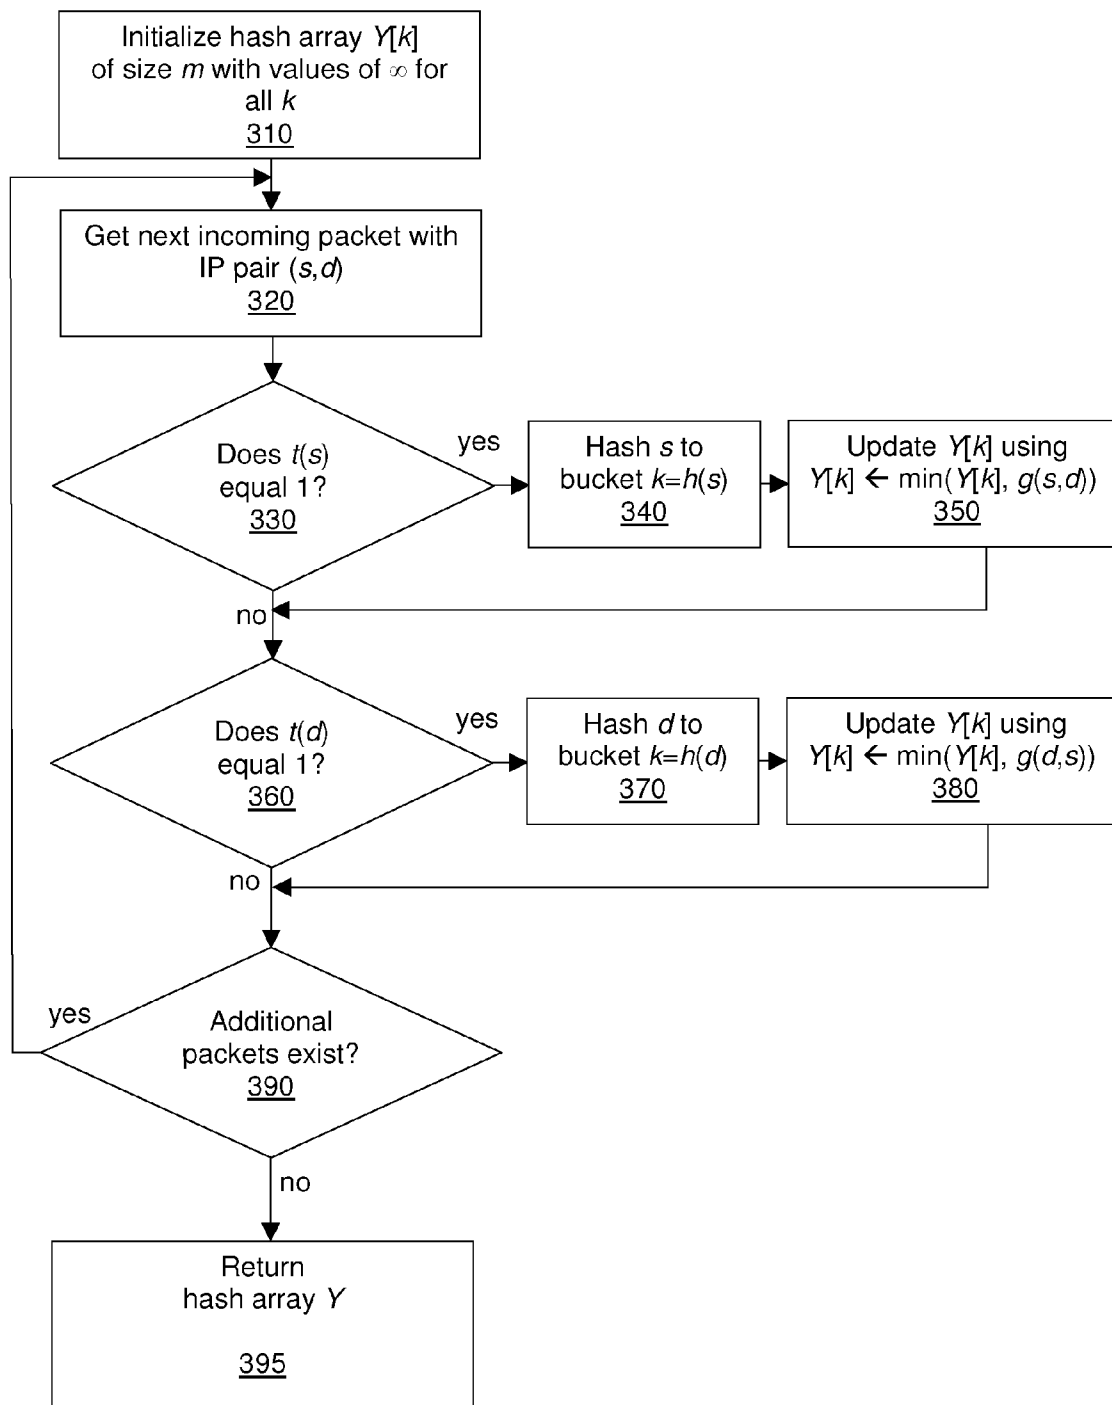 Initialize hash array Y[k]
of size m with values of ∞ for
all k
310
Get next incoming packet with
IP pair (s,d)
320
Does t(s)
equal 1?
330
yes
Hash s to
bucket k=h(s)
340
Update Y[k] using
Y[k] ← min(Y[k], g(s,d))
350
no
Does t(d)
equal 1?
360
yes
Hash d to
bucket k=h(d)
370
Update Y[k] using
Y[k] ← min(Y[k], g(d,s))
380
no
yes
Additional
packets exist?
390
no
Return
hash array Y
395